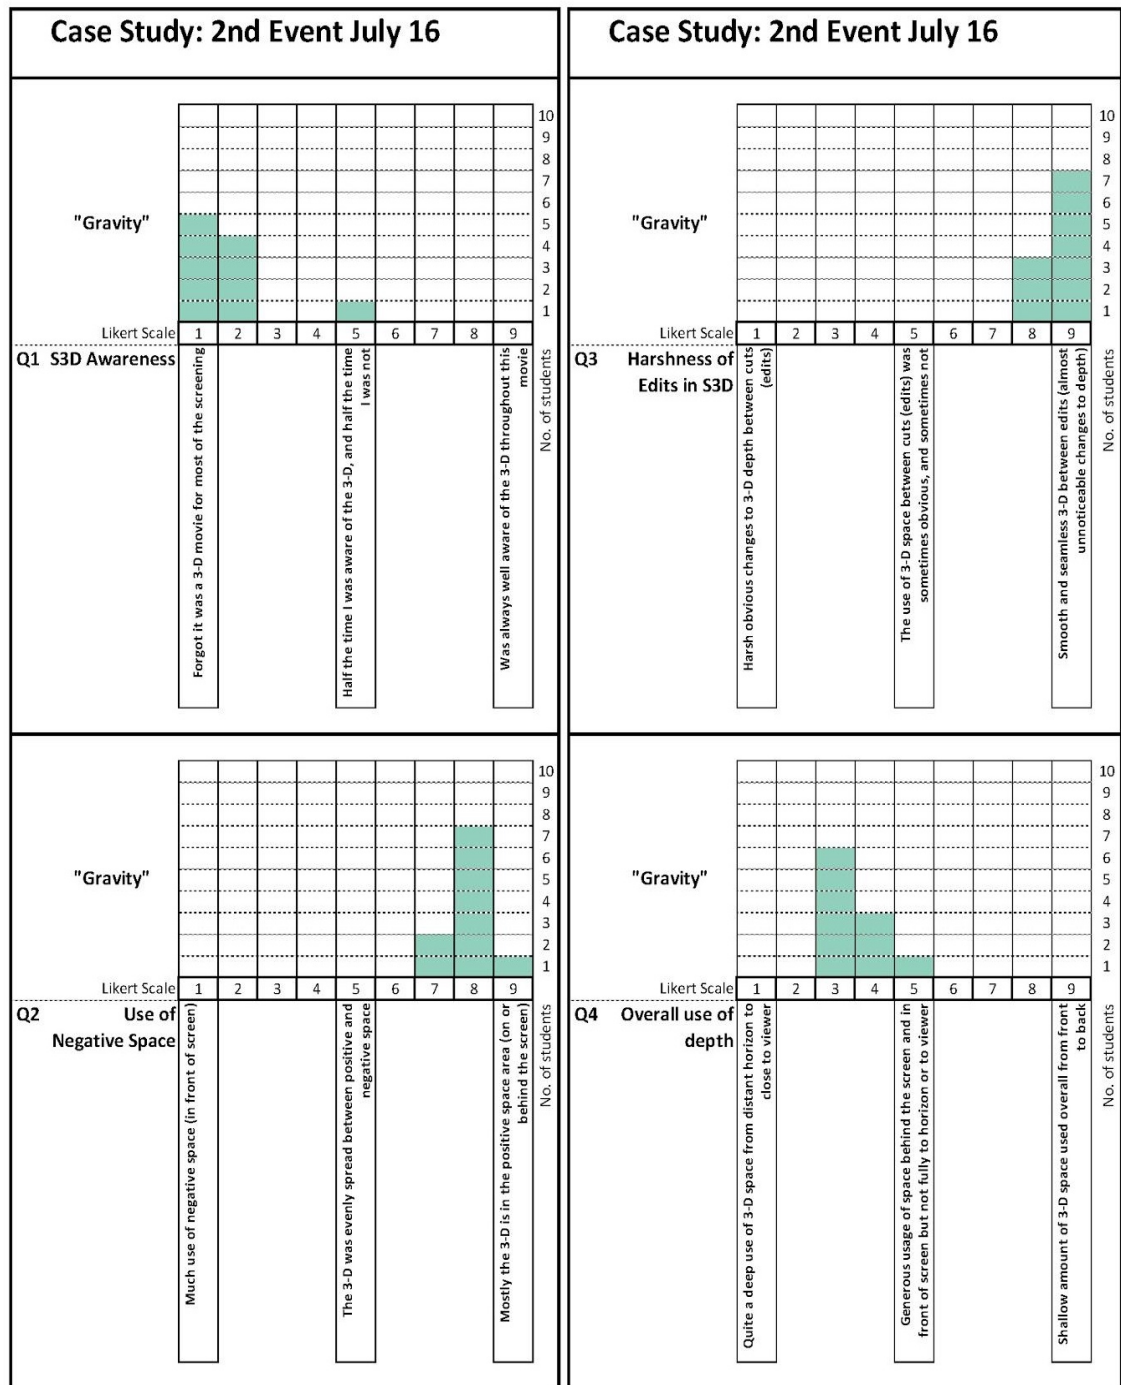 Case Study: 2nd Event July 16
10
9
8
7
6
5
4
3
2
1
"Gravity"
Likert Scale
1 2 3 4 5 6 7 8 9
No. of students
Q1 S3D Awareness
Forgot it was a 3-D movie for most of the screening
Half the time I was aware of the 3-D, and half the time
I was not
Was always well aware of the 3-D throughout this
movie
Case Study: 2nd Event July 16
10
9
8
7
6
5
4
3
2
1
"Gravity"
Likert Scale
1 2 3 4 5 6 7 8 9
No. of students
Q3 Harshness of
Edits in S3D
Harsh obvious changes to 3-D depth between cuts
(edits)
The use of 3-D space between cuts (edits) was
sometimes obvious, and sometimes not
Smooth and seamless 3-D between edits (almost
unnoticeable changes to depth)
10
9
8
7
6
5
4
3
2
1
"Gravity"
Likert Scale
1 2 3 4 5 6 7 8 9
No. of students
Q2 Use of
Negative Space
Much use of negative space (in front of screen)
The 3-D was evenly spread between positive and
negative space
Mostly the 3-D is in the positive space area (on or
behind the screen)
10
9
8
7
6
5
4
3
2
1
"Gravity"
Likert Scale
1 2 3 4 5 6 7 8 9
No. of students
Q4 Overall use of
depth
Quite a deep use of 3-D space from distant horizon to
close to viewer
Generous usage of space behind the screen and in
front of screen but not fully to horizon or to viewer
Shallow amount of 3-D space used overall from front
to back